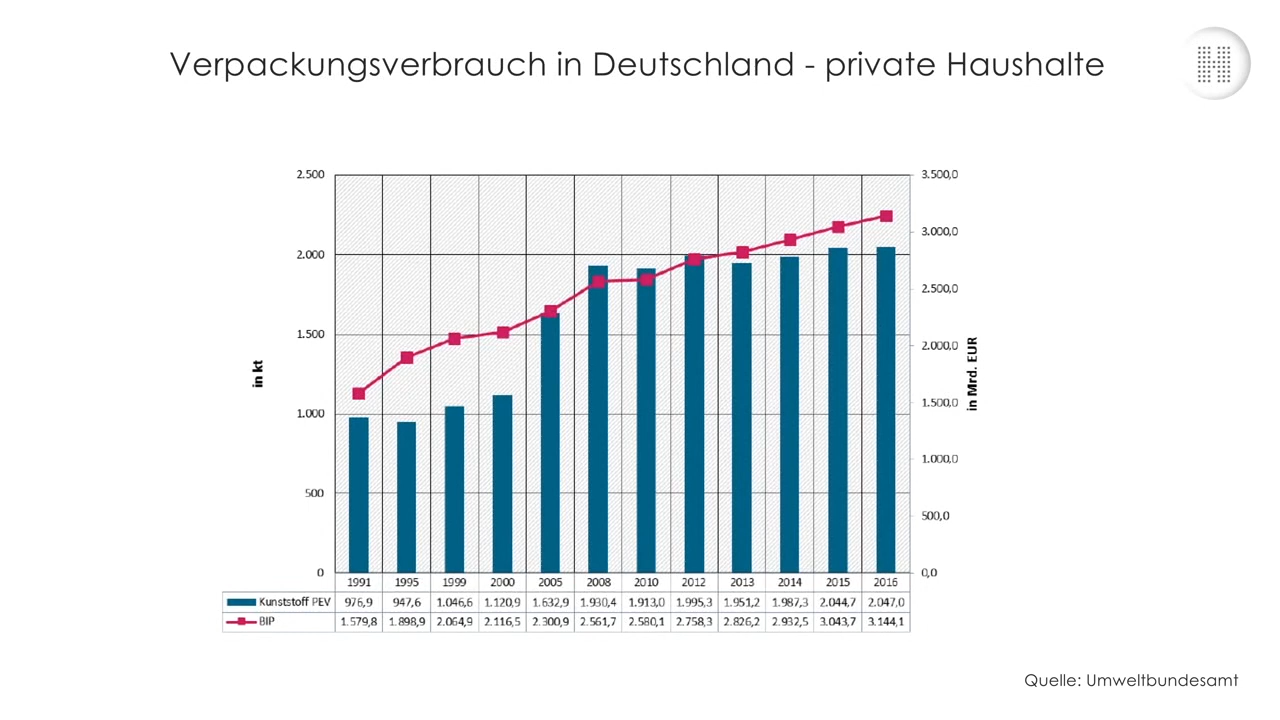 Verpackungsverbrauch in Deutschland - private Haushalte
H
2.500
2.000
1.500
1.000
500
0
in kt
3.500,0
3.000,0
2.500,0
2.000,0
1.500,0
1.000,0
500,0
0,0
in Mrd. EUR
1991 1995 1999 2000 2005 2008 2010 2012 2013 2014 2015 2016
Kunststoff PEV 976,9 947,6 1.046,6 1.120,9 1.632,9 1.930,4 1.913,0 1.995,3 1.951,2 1.987,3 2.044,7 2.047,0
BIP 1.579,8 1.898,9 2.064,9 2.116,5 2.300,9 2.561,7 2.580,1 2.758,3 2.826,2 2.932,5 3.043,7 3.144,1
Quelle: Umweltbundesamt